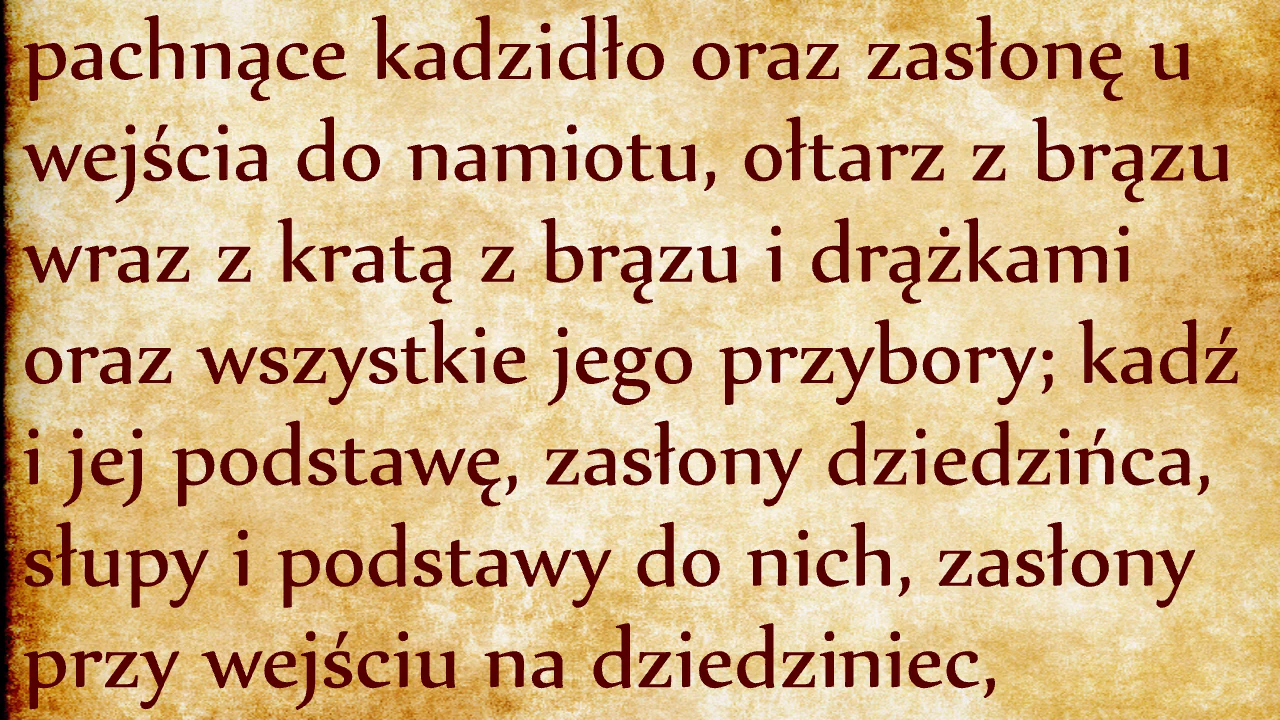 pachnące kadzidło oraz zasłonę u
wejścia do namiotu, ołtarz z brązu
wraz z kratą z brązu i drążkami
oraz wszystkie jego przybory; kadź
i jej podstawę, zasłony dziedzińca,
słupy i podstawy do nich, zasłony
przy wejściu na dziedziniec,